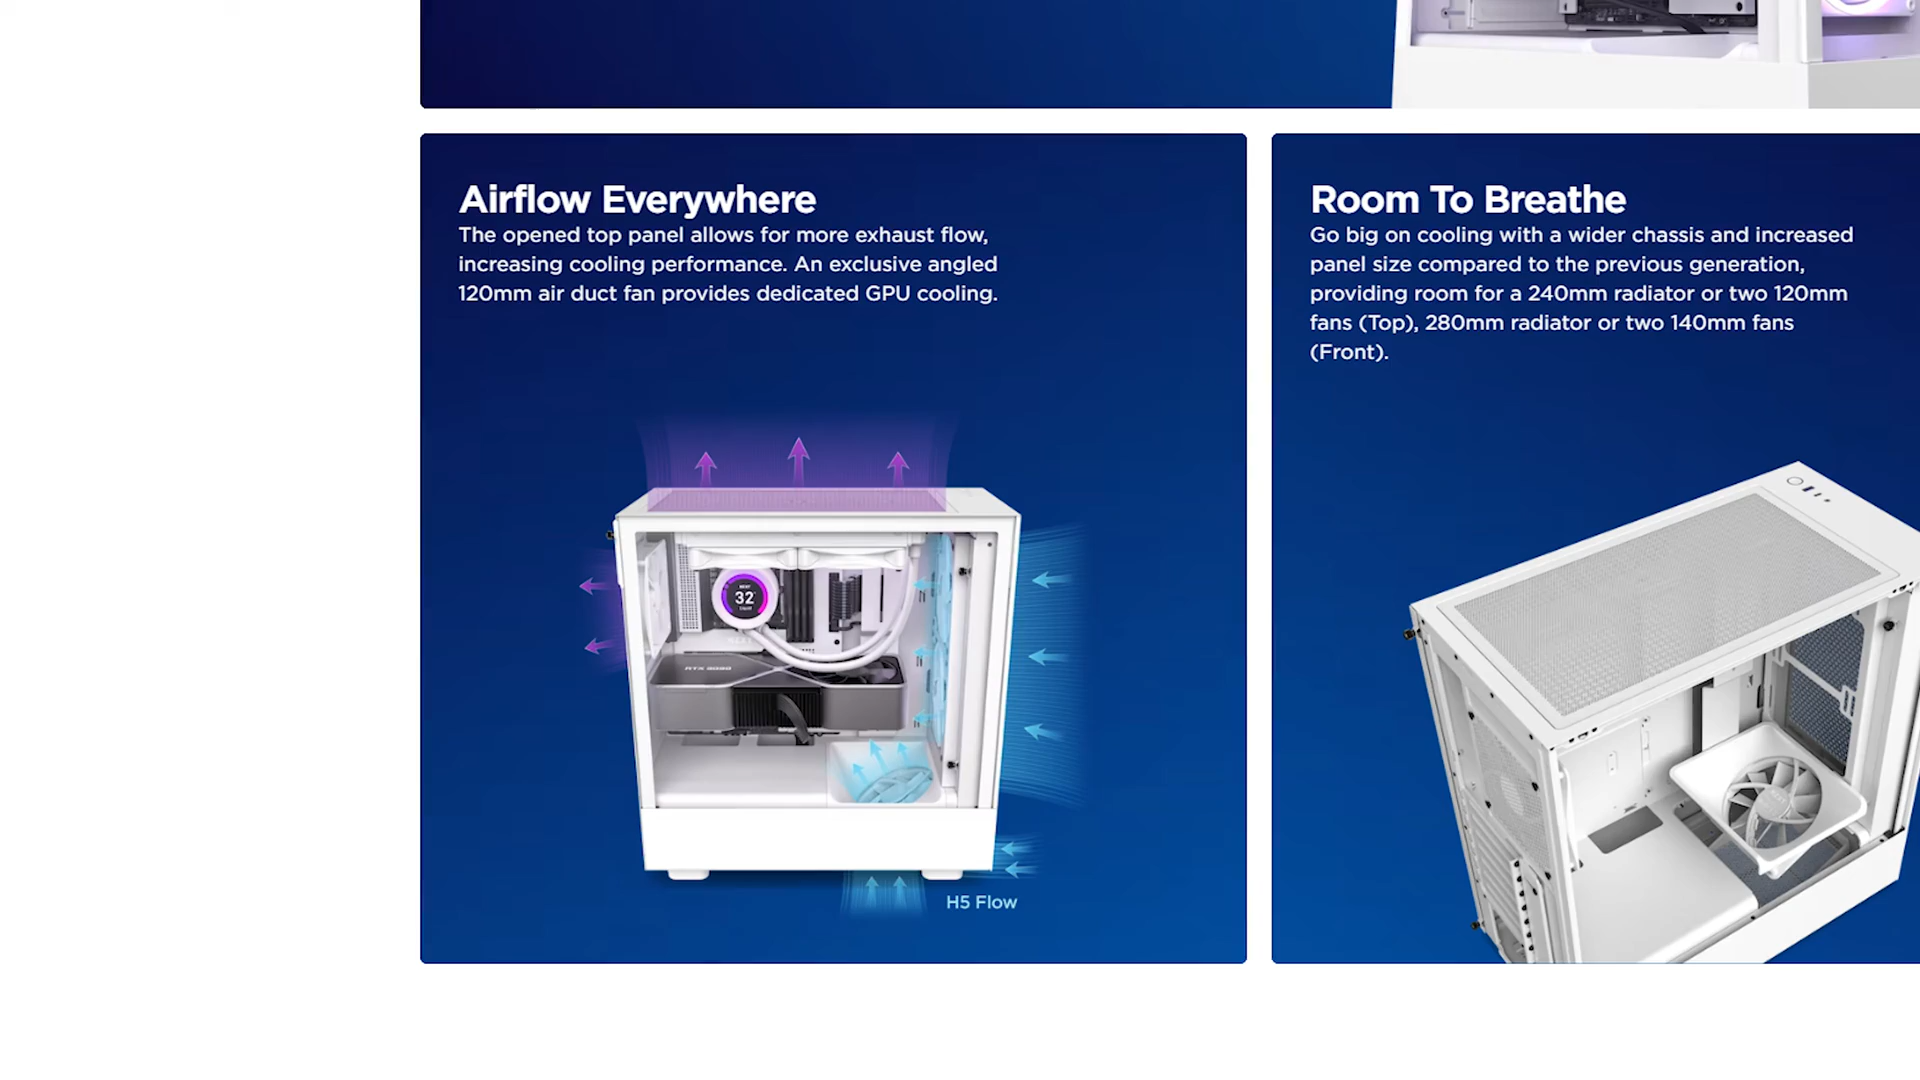 Airflow Everywhere
The opened top panel allows for more exhaust flow,
increasing cooling performance. An exclusive angled
120mm air duct fan provides dedicated GPU cooling.
32°
RTX 3080
H5 Flow
Room To Breathe
Go big on cooling with a wider chassis and increased
panel size compared to the previous generation,
providing room for a 240mm radiator or two 120mm
fans (Top), 280mm radiator or two 140mm fans
(Front).